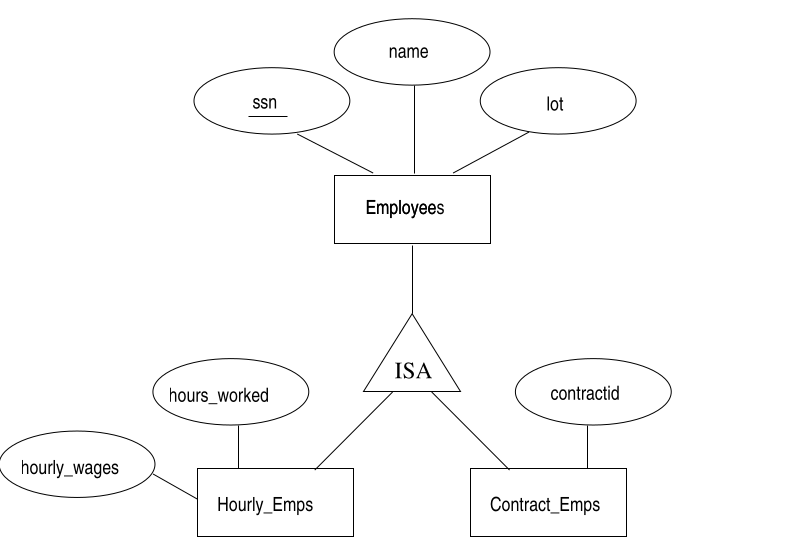 name
ssn
lot
Employees
ISA
hours_worked
contractid
hourly_wages
Hourly_Emps
Contract_Emps